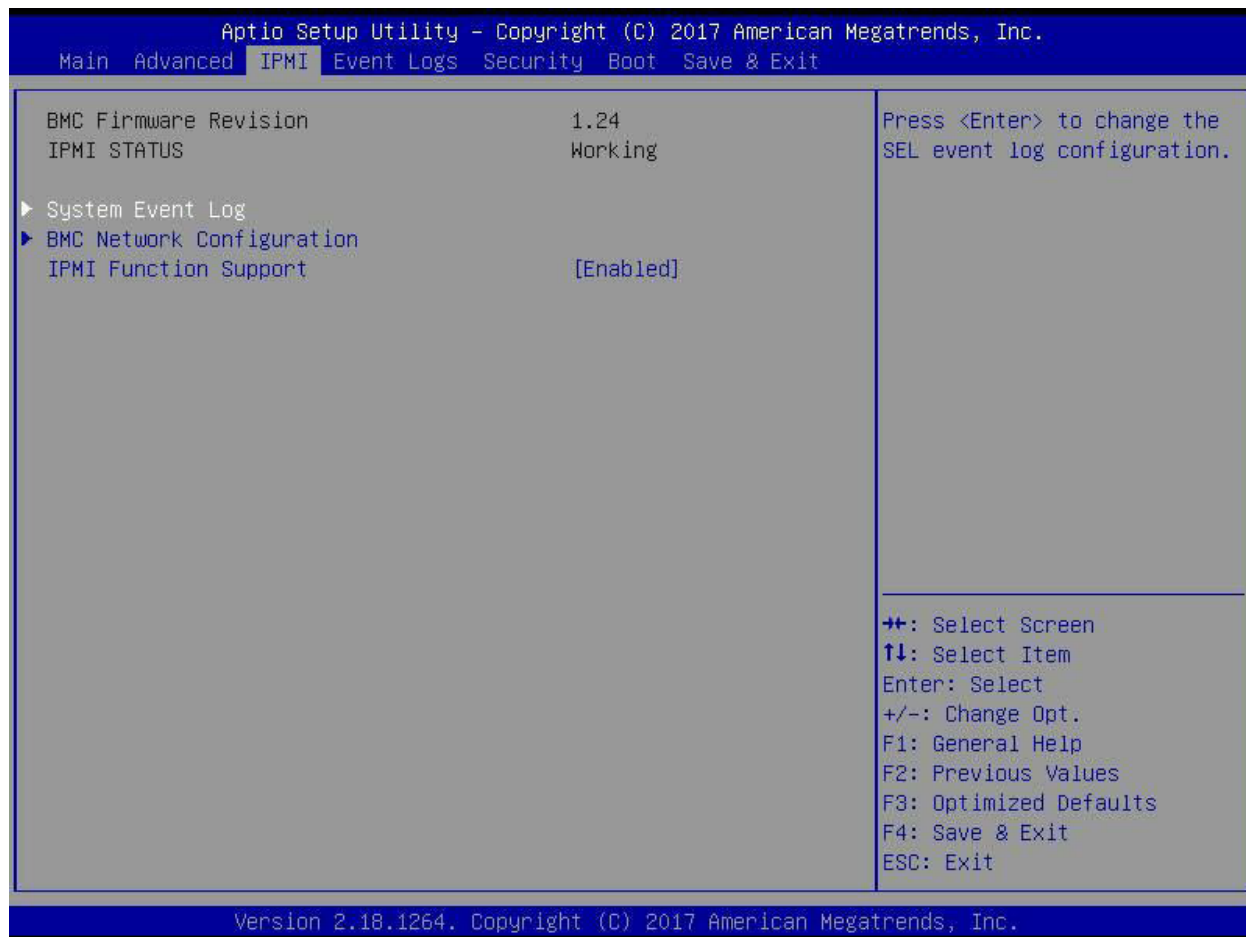 Aptio Setup Utility – Copyright (C) 2017 American Megatrends, Inc.
Main Advanced IPMI Event Logs Security Boot Save & Exit
BMC Firmware Revision 1.24
IPMI STATUS Working
► System Event Log
► BMC Network Configuration
IPMI Function Support [Enabled]
Press <Enter> to change the
SEL event log configuration.
→←: Select Screen
↑↓: Select Item
Enter: Select
+/-: Change Opt.
F1: General Help
F2: Previous Values
F3: Optimized Defaults
F4: Save & Exit
ESC: Exit
Version 2.18.1264. Copyright (C) 2017 American Megatrends, Inc.